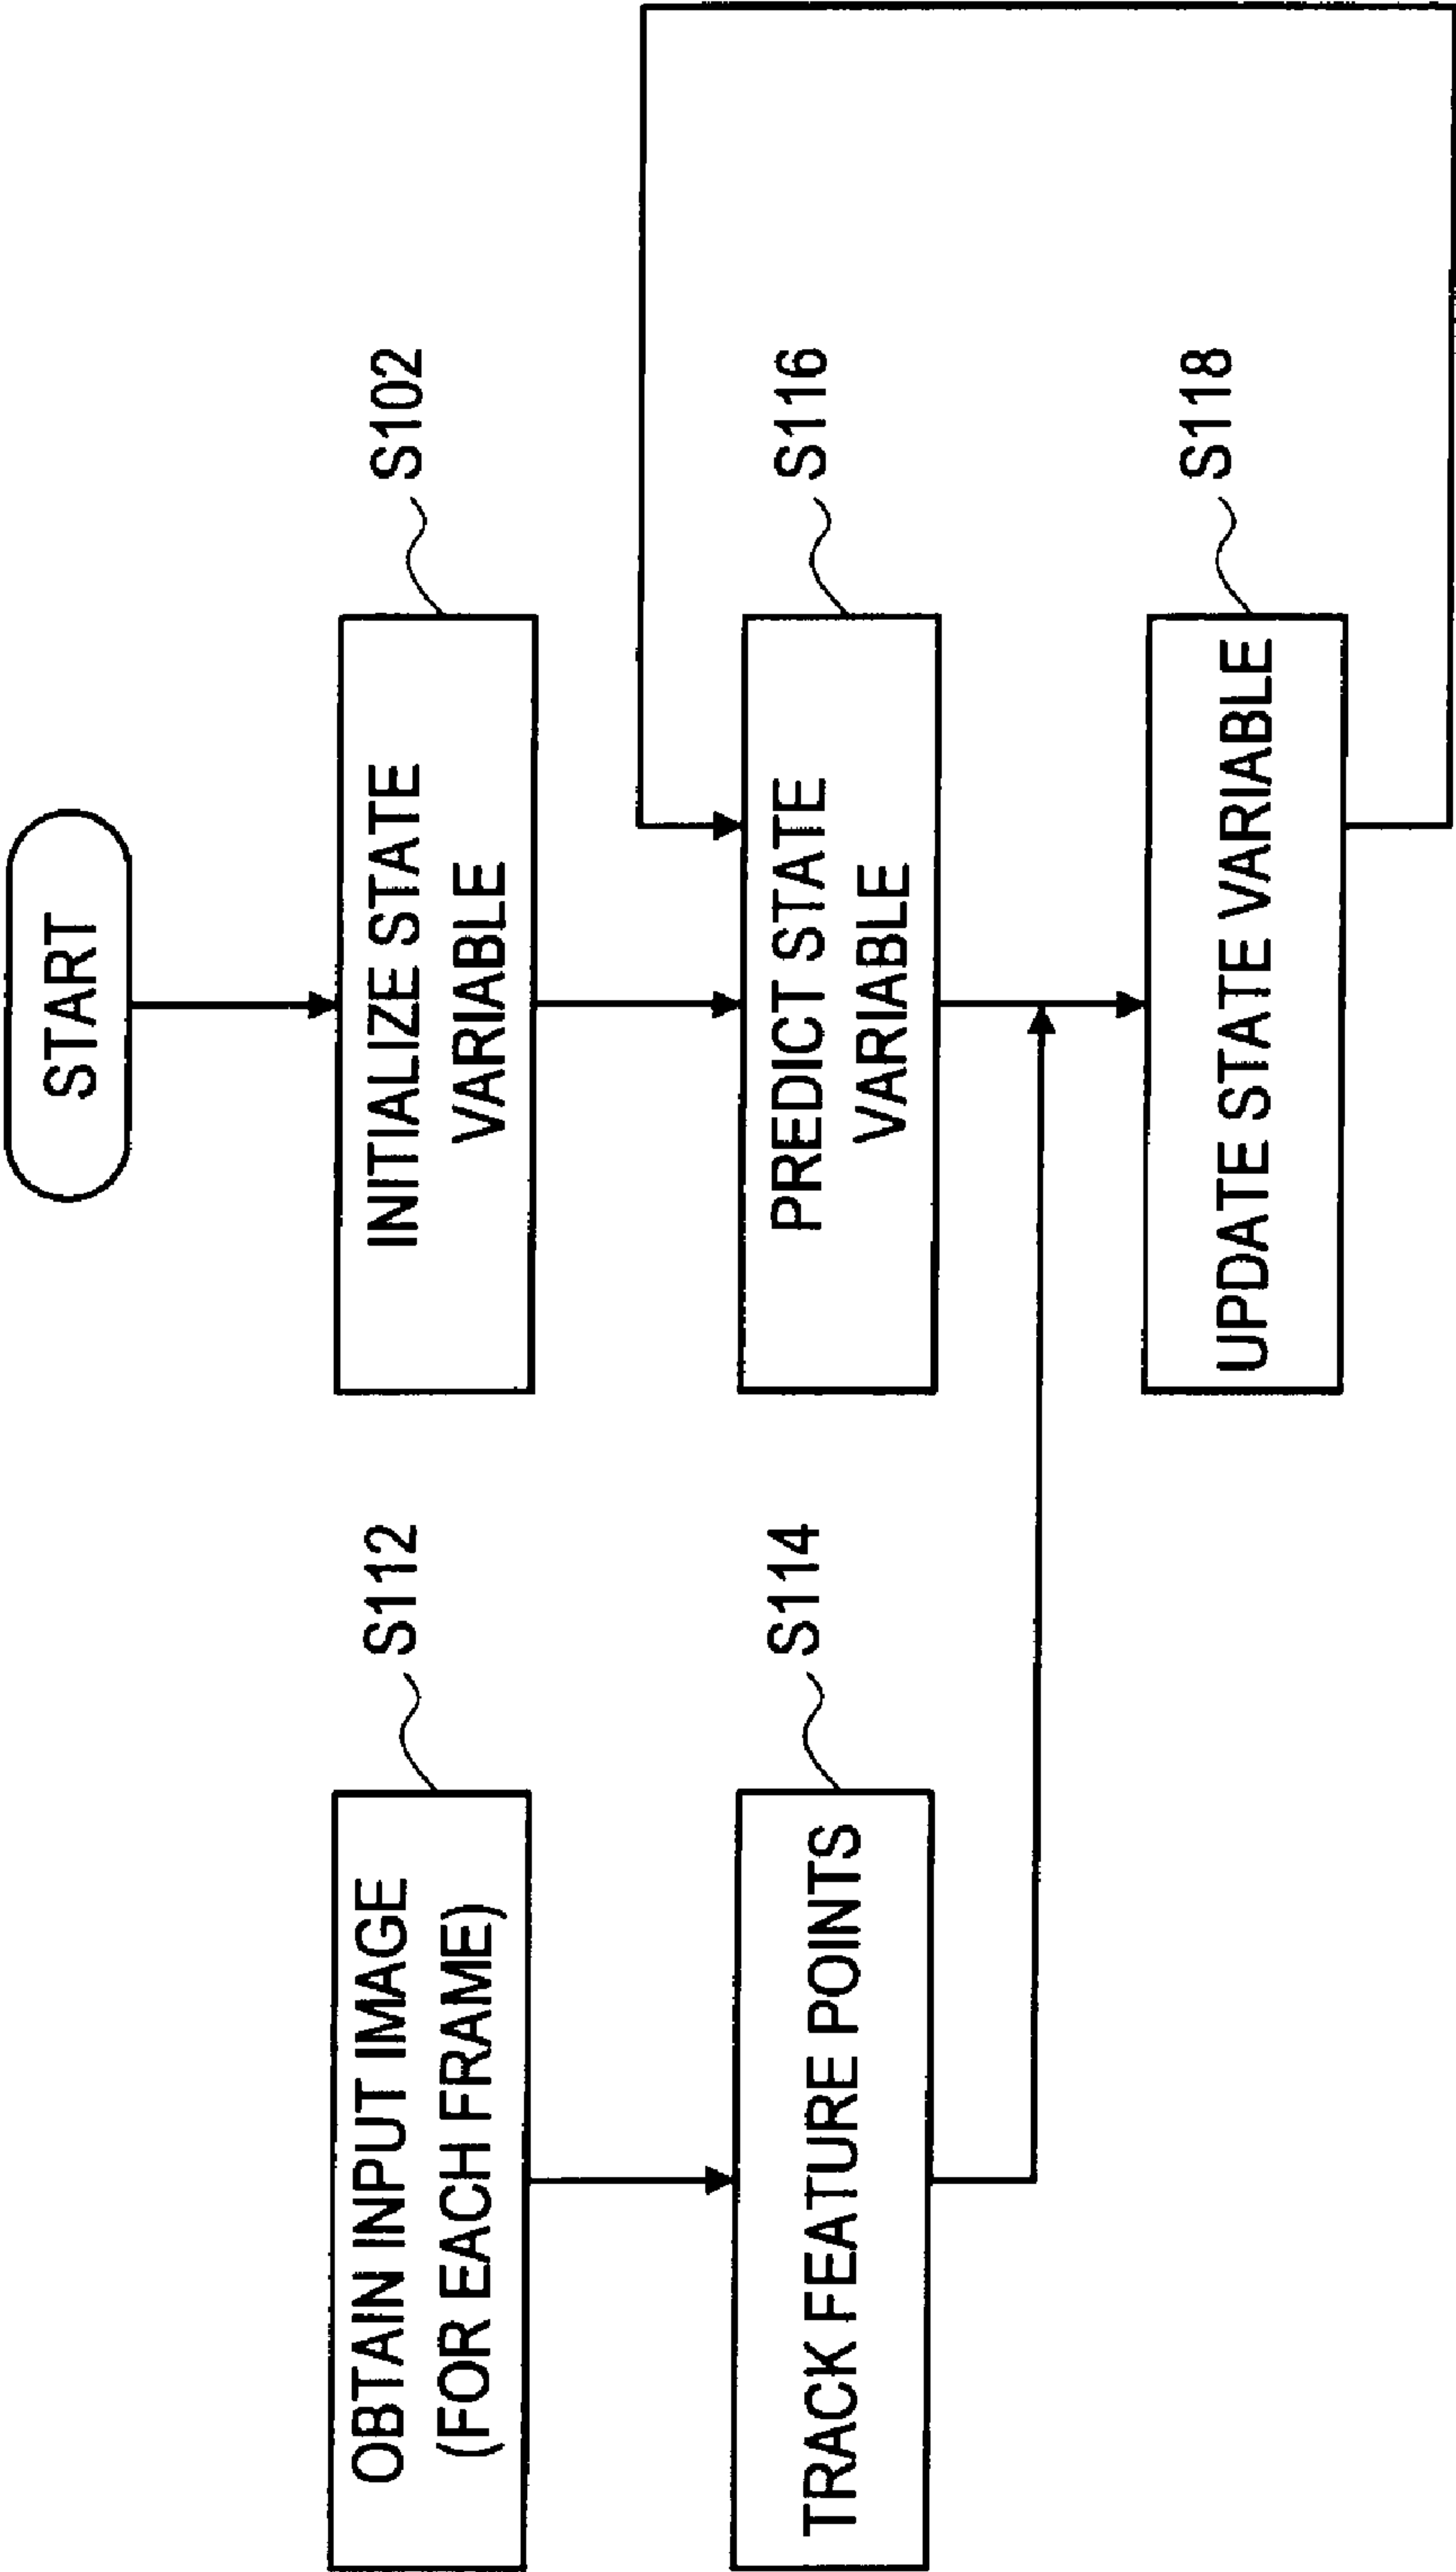 START
INITIALIZE STATE
VARIABLE
S102
OBTAIN INPUT IMAGE
(FOR EACH FRAME)
S112
PREDICT STATE
VARIABLE
S116
TRACK FEATURE POINTS
S114
UPDATE STATE VARIABLE
S118